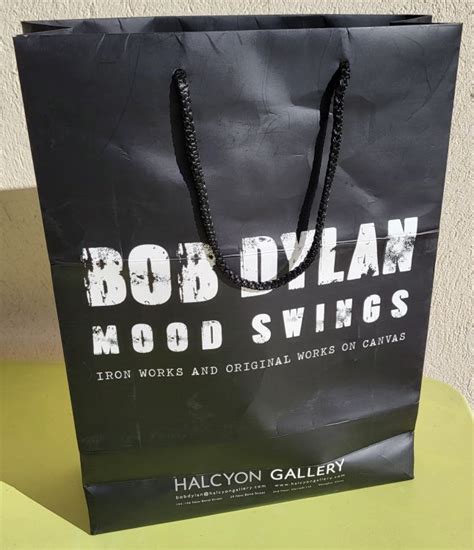 BOB DYLAN
MOOD SWINGS
IRON WORKS AND ORIGINAL WORKS ON CANVAS
HALCYON GALLERY
bobdylan@halcyongallery.com www.halcyongallery.com